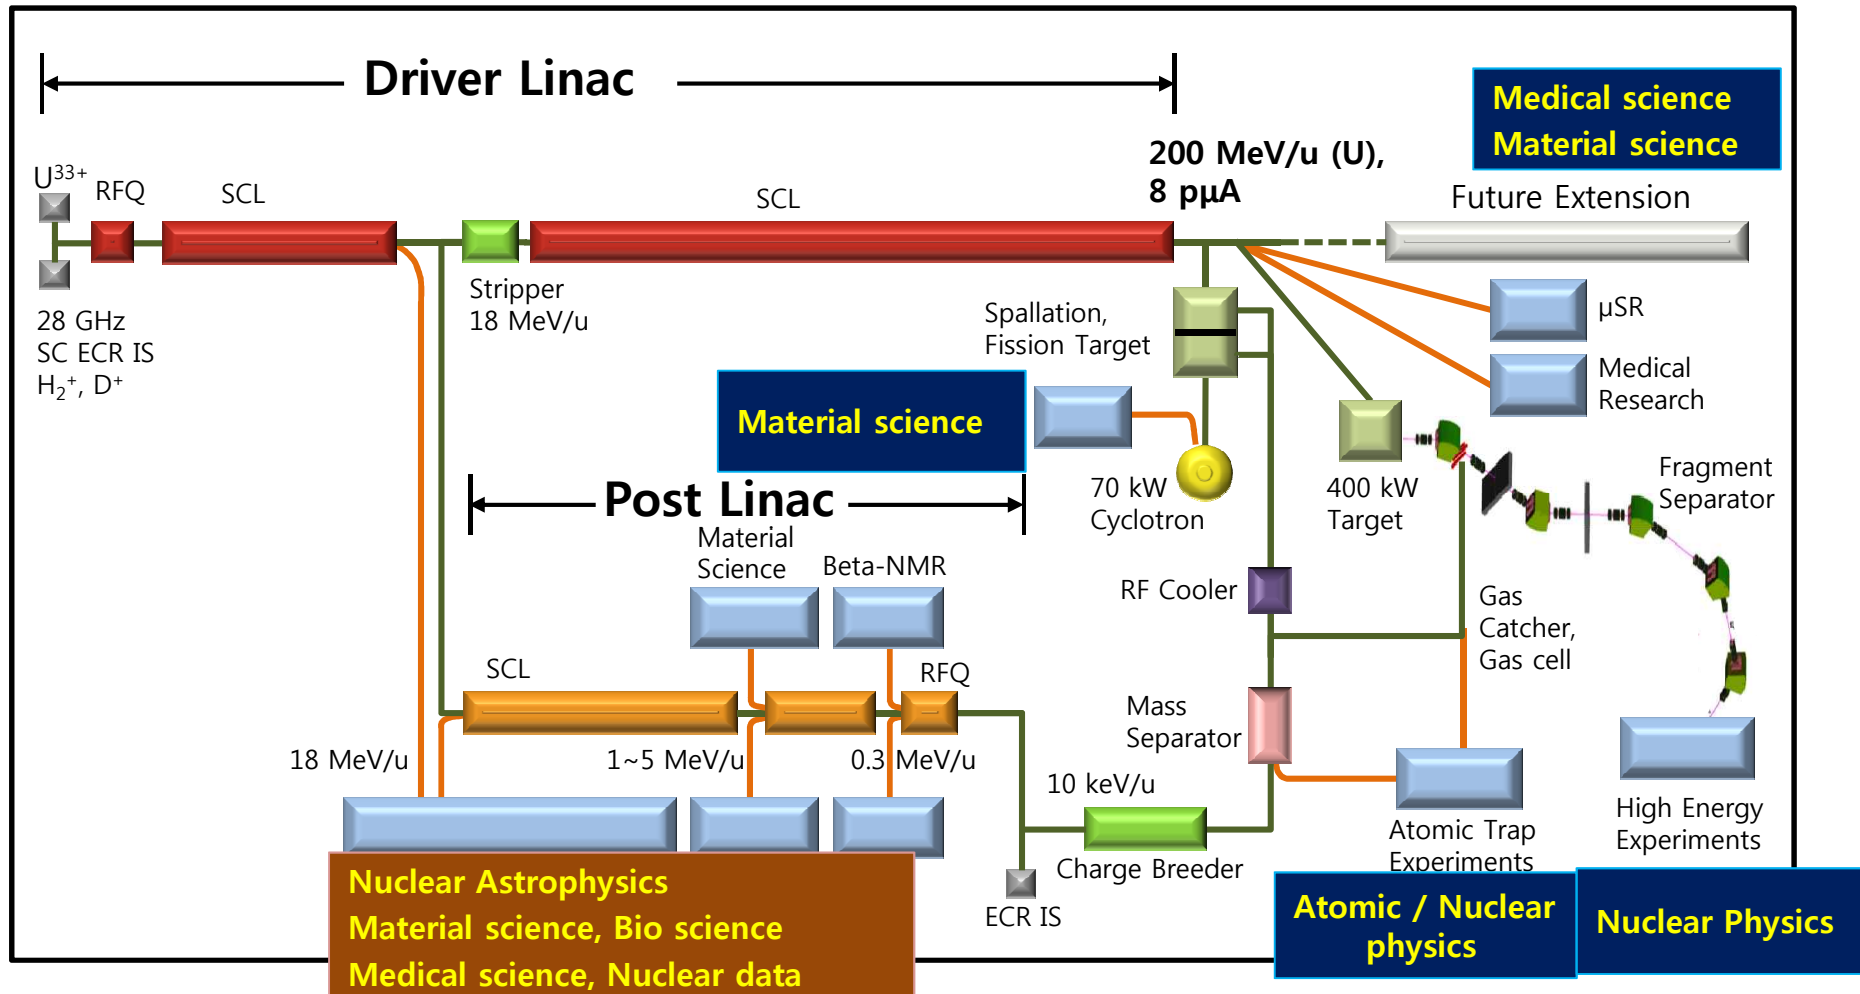 Driver Linac
Medical science
Material science
200 MeV/u (U),
8 pμA
U³³⁺
RFQ
SCL
SCL
Future Extension
Stripper
18 MeV/u
28 GHz
SC ECR IS
H₂⁺, D⁺
Spallation,
Fission Target
μSR
Medical
Research
Material science
70 kW
Cyclotron
400 kW
Target
Fragment
Separator
Post Linac
Material
Science
Beta-NMR
RF Cooler
Gas
Catcher,
Gas cell
SCL
RFQ
Mass
Separator
18 MeV/u
1~5 MeV/u
0.3 MeV/u
10 keV/u
Charge Breeder
ECR IS
Atomic Trap
Experiments
High Energy
Experiments
Nuclear Astrophysics
Material science, Bio science
Medical science, Nuclear data
Atomic / Nuclear
physics
Nuclear Physics